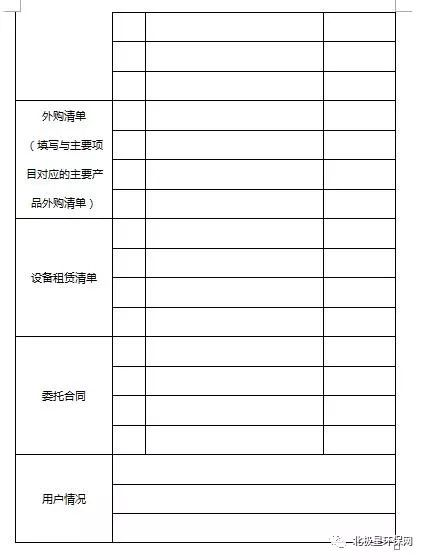 外购清单
（填写与主要项
目对应的主要产
品外购清单）
设备租赁清单
委托合同
用户情况
北极星环保网